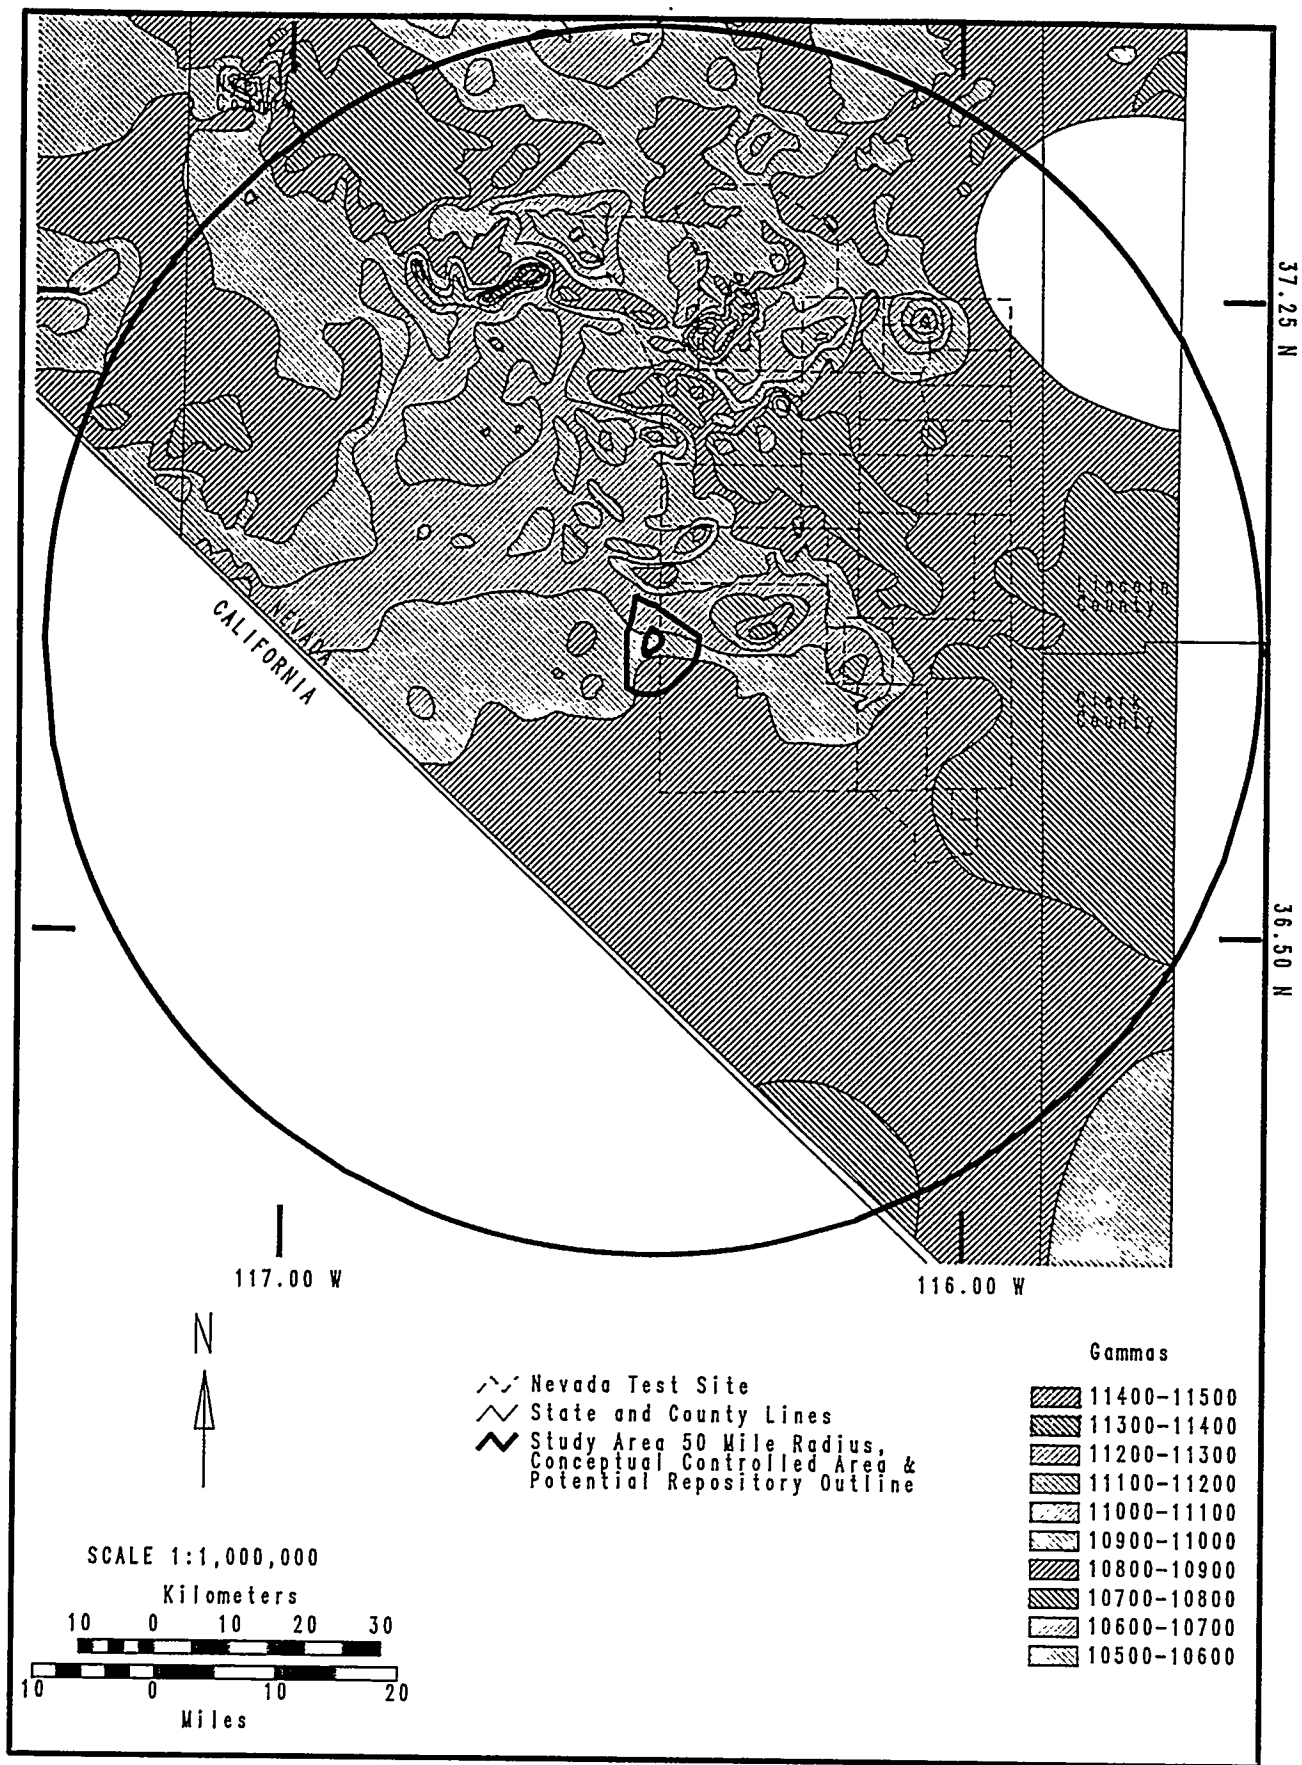 County
37.25 N
Lincoln
County
NEVADA
CALIFORNIA
Clark
County
36.50 N
117.00 W
116.00 W
N
Gammas
Nevada Test Site
State and County Lines
Study Area 50 Mile Radius,
Conceptual Controlled Area &
Potential Repository Outline
11400-11500
11300-11400
11200-11300
11100-11200
11000-11100
10900-11000
10800-10900
10700-10800
10600-10700
10500-10600
SCALE 1:1,000,000
Kilometers
10 0 10 20 30
10 0 10 20
Miles